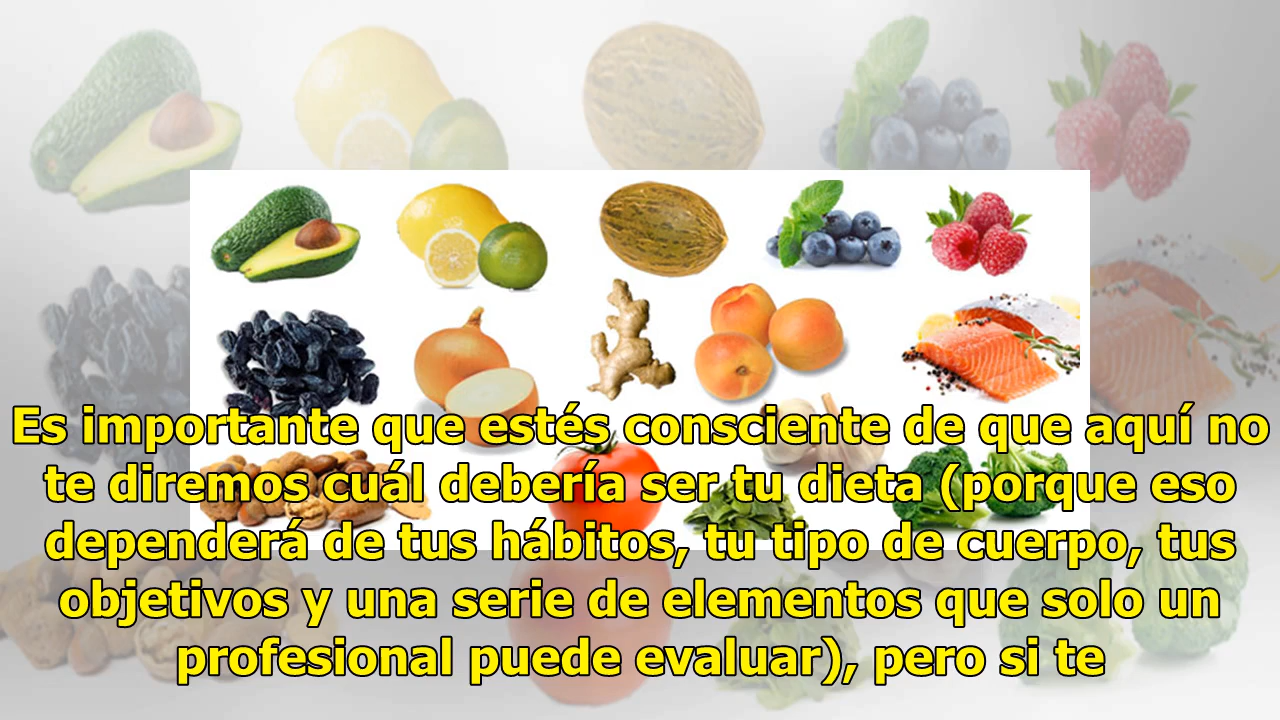 Es importante que estés consciente de que aquí no
te diremos cuál debería ser tu dieta (porque eso
dependerá de tus hábitos, tu tipo de cuerpo, tus
objetivos y una serie de elementos que solo un
profesional puede evaluar), pero si te